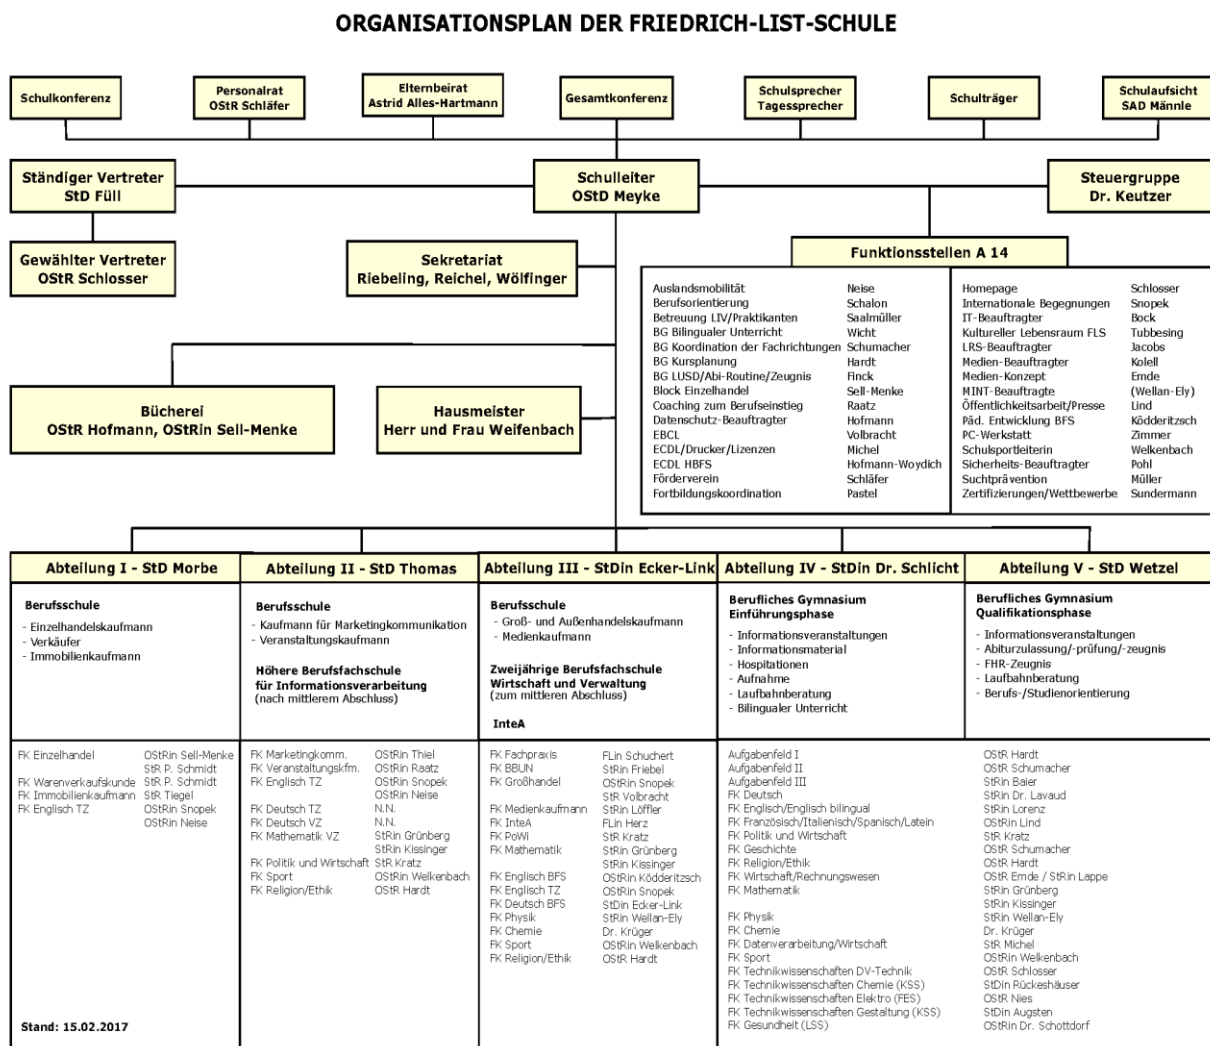 ORGANISATIONSPLAN DER FRIEDRICH-LIST-SCHULE
Schulkonferenz
Personalrat
OStR Schläfer
Elternbeirat
Astrid Alles-Hartmann
Gesamtkonferenz
Schulsprecher
Tagessprecher
Schulträger
Schulaufsicht
SAD Männle
Ständiger Vertreter
StD Füll
Schulleiter
OStD Meyke
Steuergruppe
Dr. Keutzer
Gewählter Vertreter
OStR Schlosser
Sekretariat
Riebeling, Reichel, Wölfinger
Funktionsstellen A 14
Auslandsmobilität Neise
Berufsorientierung Schalon
Betreuung LIV/Praktikanten Saalmüller
BG Bilingualer Unterricht Wicht
BG Koordination der Fachrichtungen Schumacher
BG Kursplanung Hardt
BG LUSD/Abi-Routine/Zeugnis Finck
Block Einzelhandel Sell-Menke
Coaching zum Berufseinstieg Raatz
Datenschutz-Beauftragter Hofmann
EBCL Volbracht
ECDL/Drucker/Lizenzen Michel
ECDL HBFS Hofmann-Woydich
Förderverein Schläfer
Fortbildungskoordination Pastel
Homepage Schlosser
Internationale Begegnungen Snopek
IT-Beauftragter Bock
Kultureller Lebensraum FLS Tubbesing
LRS-Beauftragter Jacobs
Medien-Beauftragter Kolell
Medien-Konzept Emde
MINT-Beauftragte (Wellan-Ely)
Öffentlichkeitsarbeit/Presse Lind
Päd. Entwicklung BFS Ködderitzsch
PC-Werkstatt Zimmer
Schulsportleiterin Welkenbach
Sicherheits-Beauftragter Pohl
Suchtprävention Müller
Zertifizierungen/Wettbewerbe Sundermann
Bücherei
OStR Hofmann, OStRin Sell-Menke
Hausmeister
Herr und Frau Weifenbach
Abteilung I - StD Morbe
Berufsschule
- Einzelhandelskaufmann
- Verkäufer
- Immobilienkaufmann
FK Einzelhandel OStRin Sell-Menke
StR P. Schmidt
FK Warenverkaufskunde StR P. Schmidt
FK Immobilienkaufmann StR Tiegel
FK Englisch TZ OStRin Snopek
OStRin Neise
Stand: 15.02.2017
Abteilung II - StD Thomas
Berufsschule
- Kaufmann für Marketingkommunikation
- Veranstaltungskaufmann
Höhere Berufsfachschule
für Informationsverarbeitung
(nach mittlerem Abschluss)
FK Marketingkomm. OStRin Thiel
FK Veranstaltungskfm. OStRin Raatz
FK Englisch TZ OStRin Snopek
OStRin Neise
FK Deutsch TZ N.N.
FK Deutsch VZ N.N.
FK Mathematik VZ StRin Grünberg
StRin Kissinger
FK Politik und Wirtschaft StR Kratz
FK Sport OStRin Welkenbach
FK Religion/Ethik OStR Hardt
Abteilung III - StDin Ecker-Link
Berufsschule
- Groß- und Außenhandelskaufmann
- Medienkaufmann
Zweijährige Berufsfachschule
Wirtschaft und Verwaltung
(zum mittleren Abschluss)
InteA
FK Fachpraxis FLin Schuchert
FK BBUN StRin Friebel
FK Großhandel OStRin Snopek
StR Volbracht
FK Medienkaufmann StRin Löffler
FK InteA FLin Herz
FK PoWi StR Kratz
FK Mathematik StRin Grünberg
StRin Kissinger
FK Englisch BFS OStRin Ködderitzsch
FK Englisch TZ OStRin Snopek
FK Deutsch BFS StDin Ecker-Link
FK Physik StRin Wellan-Ely
FK Chemie Dr. Krüger
FK Sport OStRin Welkenbach
FK Religion/Ethik OStR Hardt
Abteilung IV - StDin Dr. Schlicht
Berufliches Gymnasium
Einführungsphase
- Informationsveranstaltungen
- Informationsmaterial
- Hospitationen
- Aufnahme
- Laufbahnberatung
- Bilingualer Unterricht
Abteilung V - StD Wetzel
Berufliches Gymnasium
Qualifikationsphase
- Informationsveranstaltungen
- Abiturzulassung/-prüfung/-zeugnis
- FHR-Zeugnis
- Laufbahnberatung
- Berufs-/Studienorientierung
Aufgabenfeld I OStR Hardt
Aufgabenfeld II OStR Schumacher
Aufgabenfeld III StRin Baier
FK Deutsch StRin Dr. Lavaud
FK Englisch/Englisch bilingual StRin Lorenz
FK Französisch/Italienisch/Spanisch/Latein OStRin Lind
FK Politik und Wirtschaft StR Kratz
FK Geschichte OStR Schumacher
FK Religion/Ethik OStR Hardt
FK Wirtschaft/Rechnungswesen OStR Emde / StRin Lappe
FK Mathematik StRin Grünberg
StRin Kissinger
FK Physik StRin Wellan-Ely
FK Chemie Dr. Krüger
FK Datenverarbeitung/Wirtschaft StR Michel
FK Sport OStRin Welkenbach
FK Technikwissenschaften DV-Technik OStR Schlosser
FK Technikwissenschaften Chemie (KSS) StDin Rückeshäuser
FK Technikwissenschaften Elektro (FES) OStR Nies
FK Technikwissenschaften Gestaltung (KSS) StDin Augsten
FK Gesundheit (LSS) OStRin Dr. Schottdorf